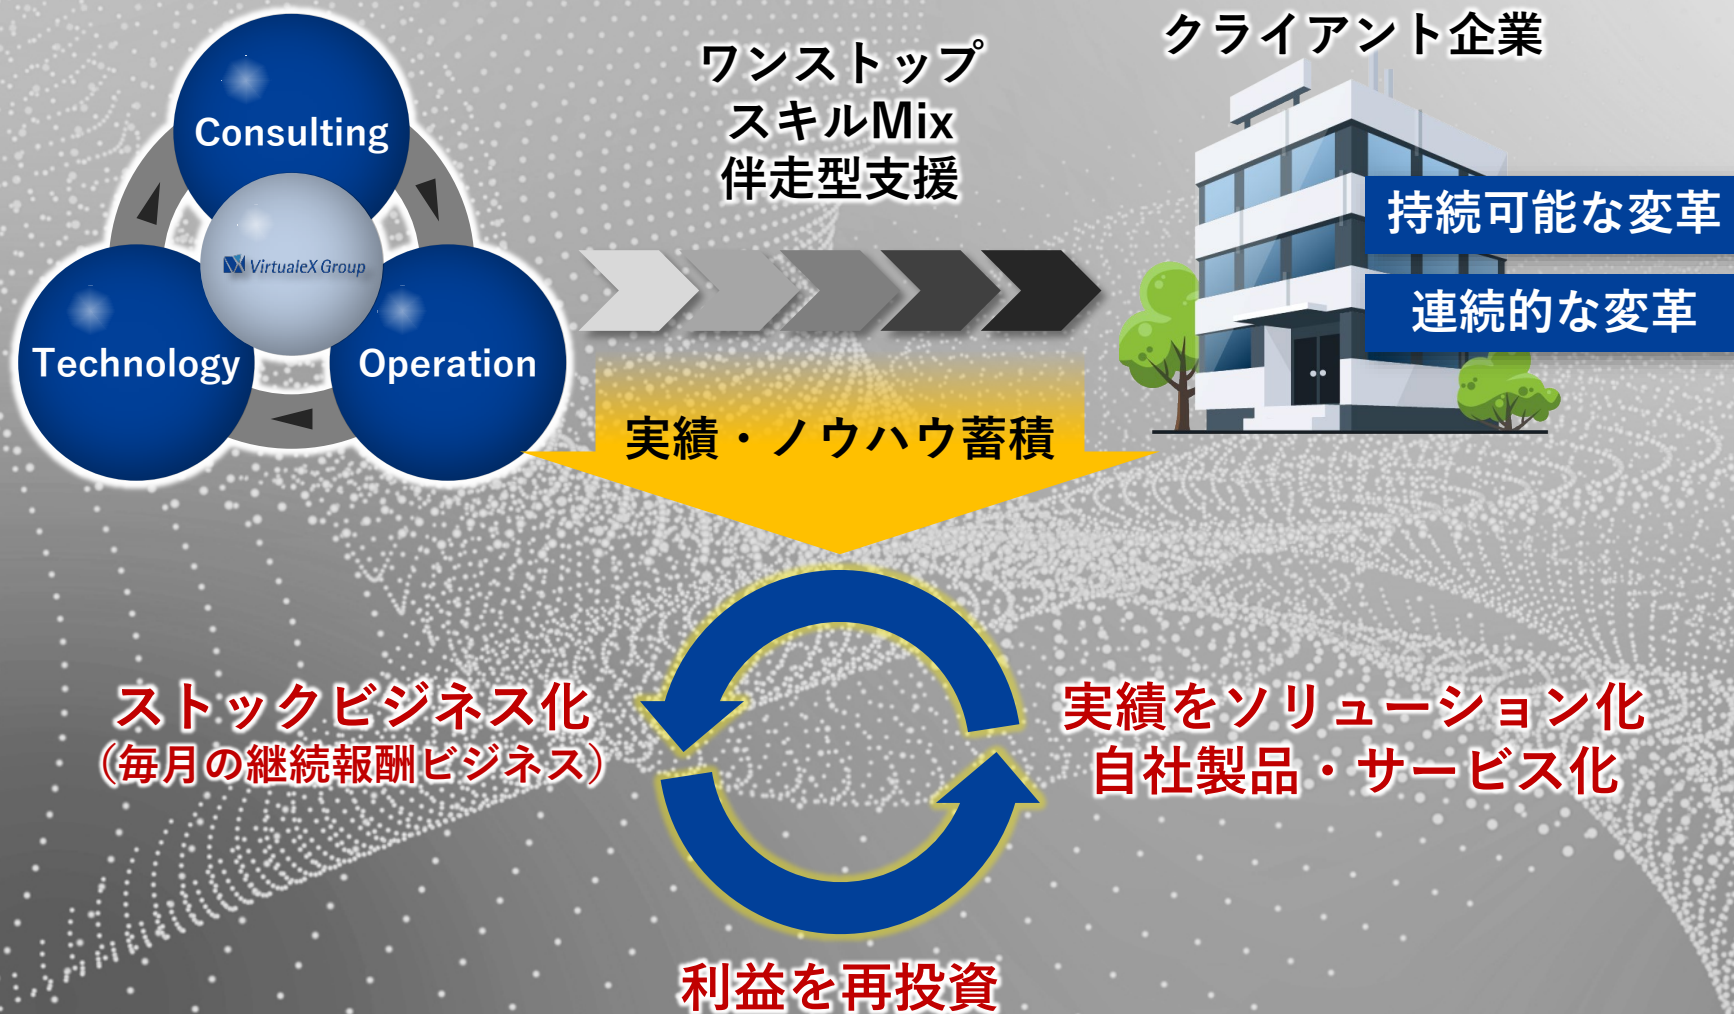 Consulting
VirtualeX Group
Technology
Operation
ワンストップ
スキルMix
伴走型支援
クライアント企業
持続可能な変革
連続的な変革
実績・ノウハウ蓄積
ストックビジネス化
（毎月の継続報酬ビジネス）
実績をソリューション化
自社製品・サービス化
利益を再投資